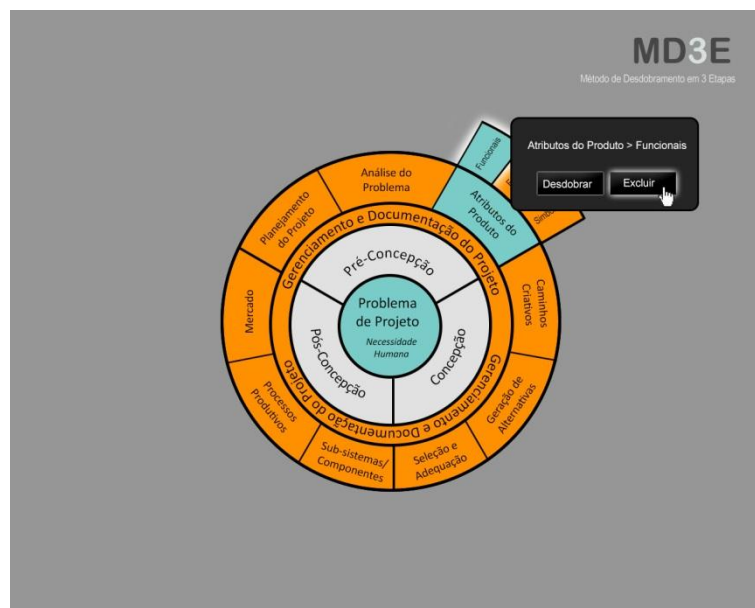 MD3E
Método de Desdobramento em 3 Etapas
Atributos do Produto > Funcionais
Desdobrar
Excluir
Funcionais
Análise do
Problema
Atributos do
Produto
Planejamento
do Projeto
Gerenciamento e Documentação do Projeto
Pré-Concepção
Caminhos
Criativos
Mercado
Problema
de Projeto
Necessidade
Humana
Pós-Concepção
Concepção
Gerenciamento e Documentação do Projeto
Geração de
Alternativas
Processos
Produtivos
Sub-sistemas/
Componentes
Seleção e
Adequação